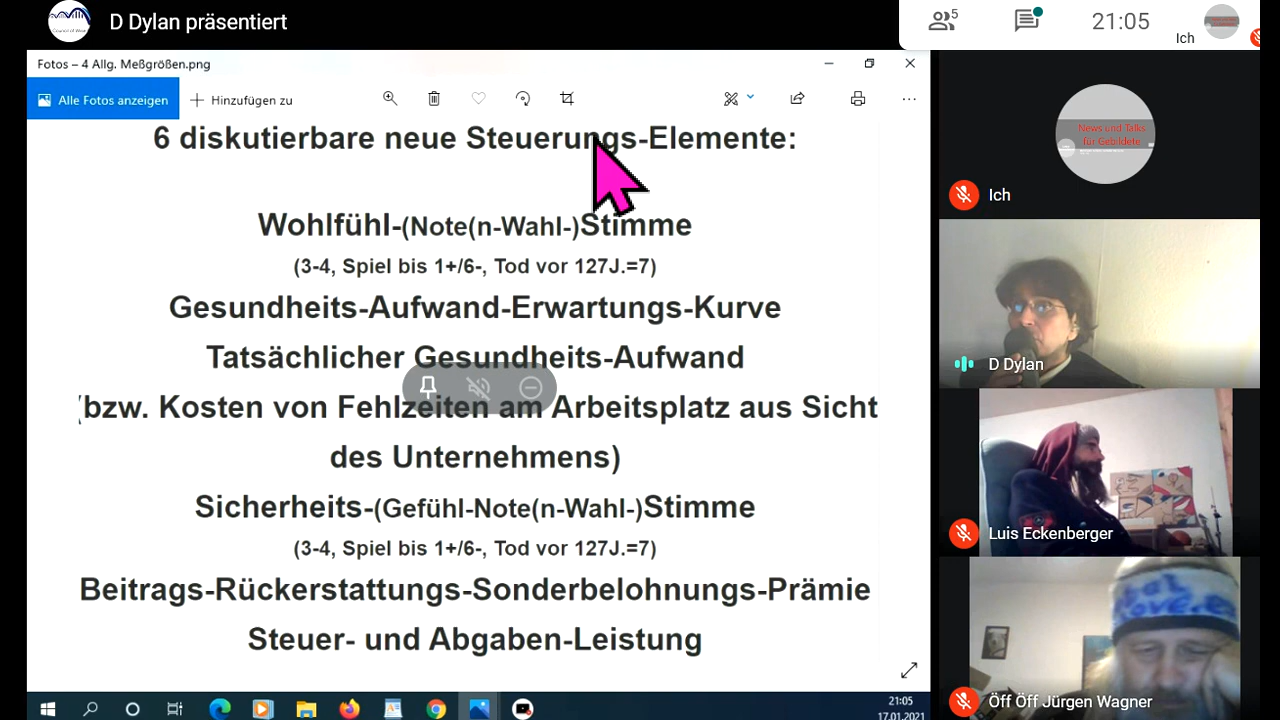 D Dylan präsentiert
5
21:05
Ich
Fotos – 4 Allg. Meßgrößen.png
Alle Fotos anzeigen
Hinzufügen zu
6 diskutierbare neue Steuerungs-Elemente:
Wohlfühl-(Note(n-Wahl-)Stimme
(3-4, Spiel bis 1+/6-, Tod vor 127J.=7)
Gesundheits-Aufwand-Erwartungs-Kurve
Tatsächlicher Gesundheits-Aufwand
(bzw. Kosten von Fehlzeiten am Arbeitsplatz aus Sicht
des Unternehmens)
Sicherheits-(Gefühl-Note(n-Wahl-)Stimme
(3-4, Spiel bis 1+/6-, Tod vor 127J.=7)
Beitrags-Rückerstattungs-Sonderbelohnungs-Prämie
Steuer- und Abgaben-Leistung
21:05
17.01.2021
News und Talks
für Gebildete
Ich
D Dylan
Luis Eckenberger
Öff Öff Jürgen Wagner